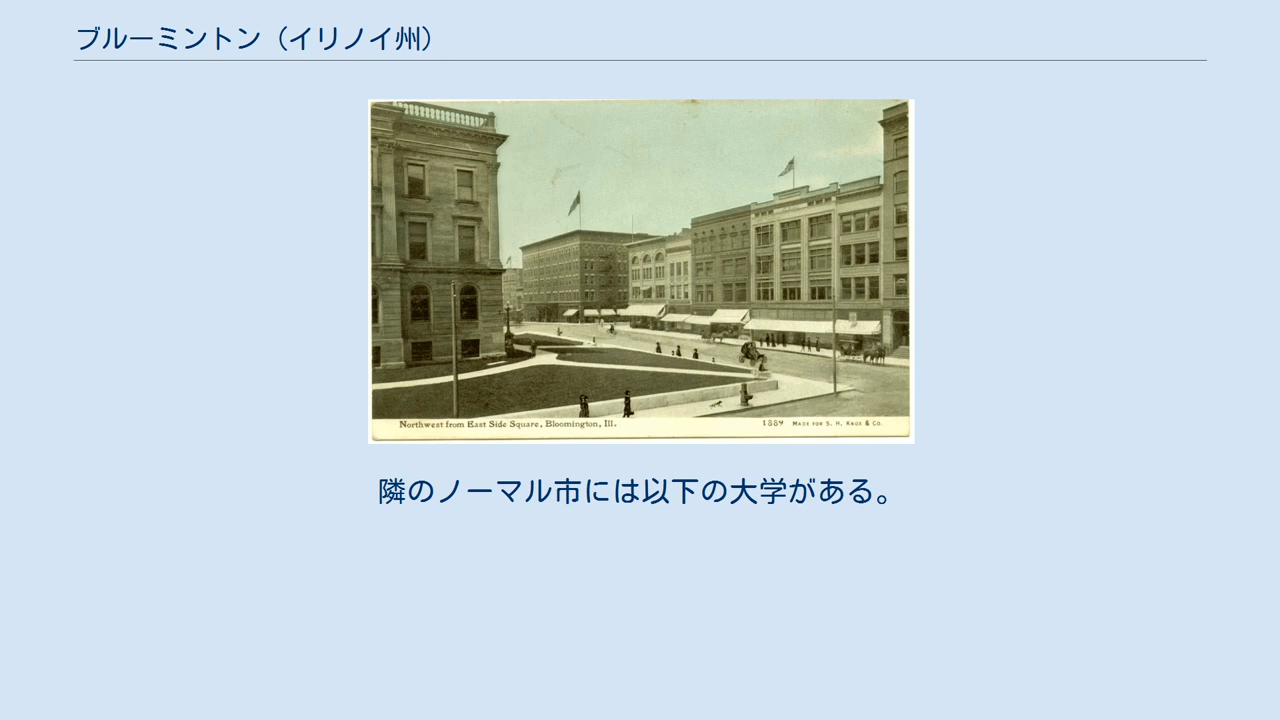 ブルーミントン（イリノイ州）
Northwest from East Side Square, Bloomington, Ill.
1889 MADE FOR S. H. KNOX & CO.
隣のノーマル市には以下の大学がある。